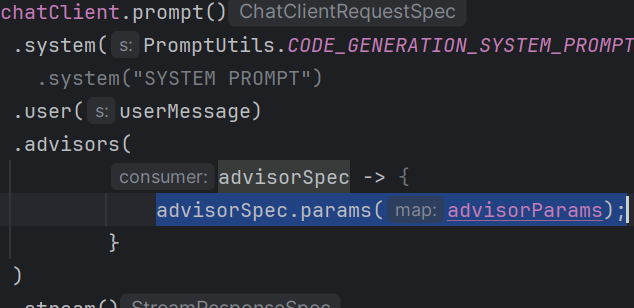 chatClient.prompt() ChatClientRequestSpec
.system( s: PromptUtils.CODE_GENERATION_SYSTEM_PROMPT
.system("SYSTEM PROMPT")
.user( s: userMessage)
.advisors(
consumer: advisorSpec -> {
advisorSpec.params( map: advisorParams);
}
)
.stream() StreamResponseSpec